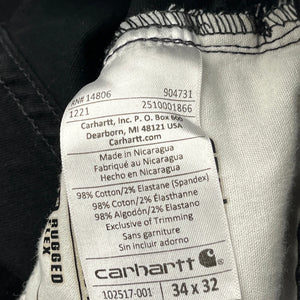 RN# 14806 904731
1221 2510001866
Carhartt, Inc. P.O. Box 600
Dearborn, MI 48121 USA
Carhartt.com
Made in Nicaragua
Fabriqué au Nicaragua
Hecho en Nicaragua
98% Cotton/2% Elastane (Spandex)
98% Coton/2% Elastane
98% Algodón/2% Elastano
Exclusive of Trimming
Sans garniture
Sin incluir adorno
carhartt
102517-001 34 x 32
RUGGED
FLEX